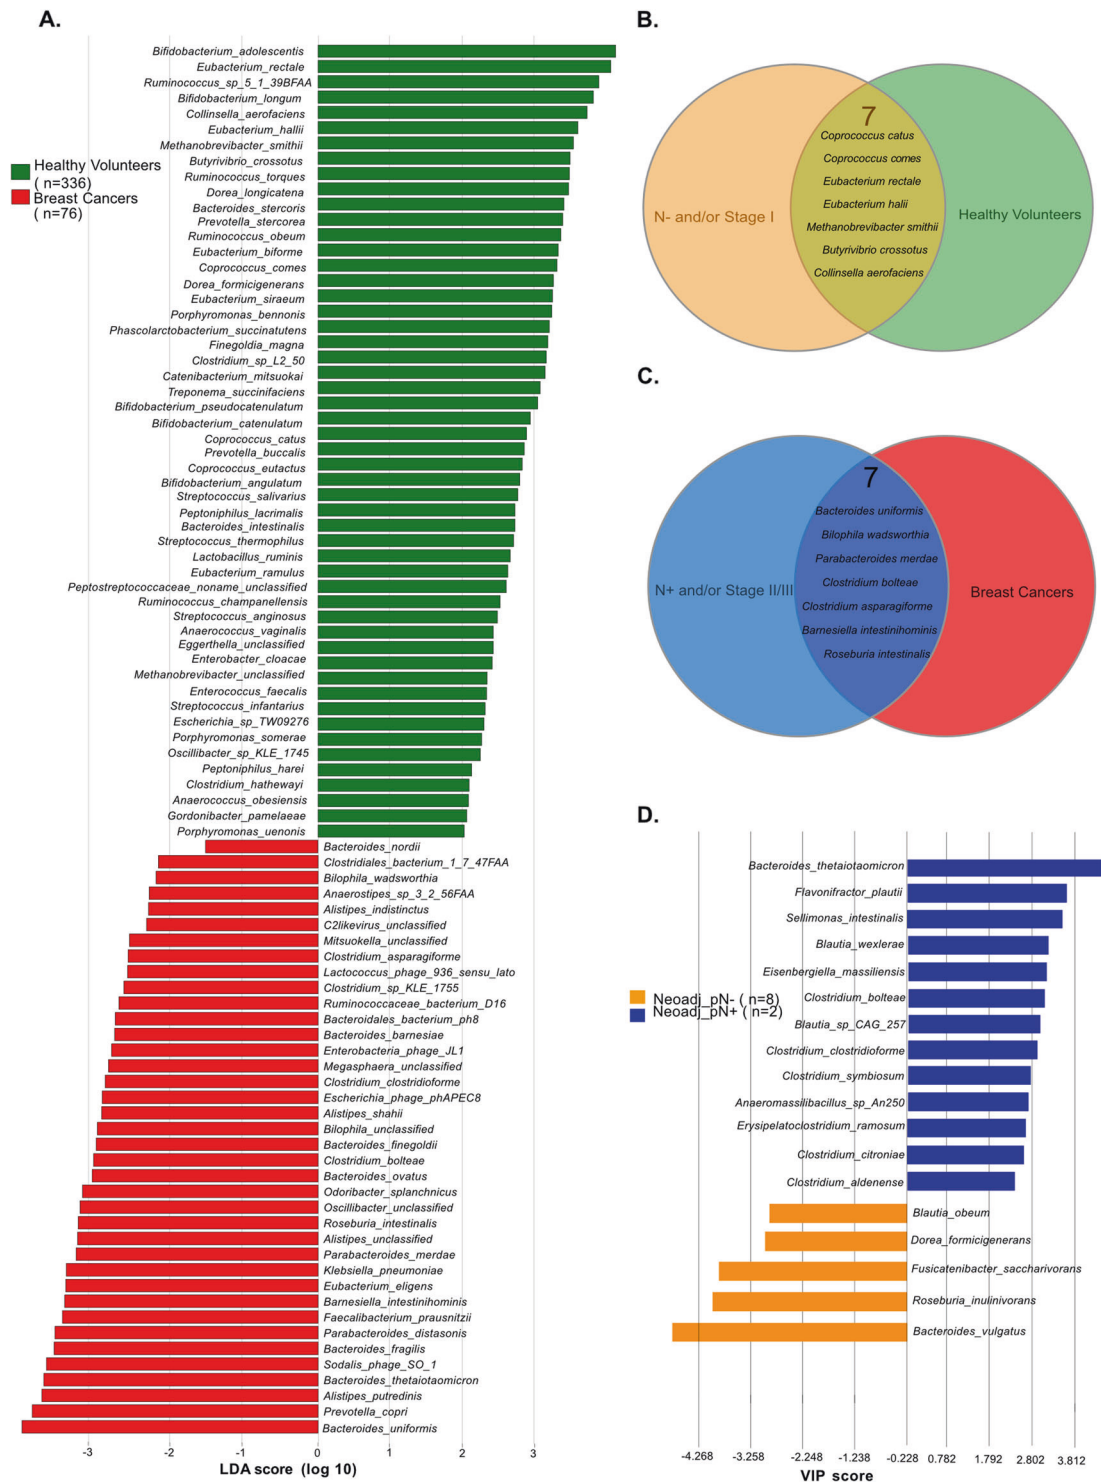 A.
Healthy Volunteers
( n=336)
Breast Cancers
( n=76)
Bifidobacterium_adolescentis
Eubacterium_rectale
Ruminococcus_sp_5_1_39BFAA
Bifidobacterium_longum
Collinsella_aerofaciens
Eubacterium_hallii
Methanobrevibacter_smithii
Butyrivibrio_crossotus
Ruminococcus_torques
Dorea_longicatena
Bacteroides_stercoris
Prevotella_stercorea
Ruminococcus_obeum
Eubacterium_biforme
Coprococcus_comes
Dorea_formicigenerans
Eubacterium_siraeum
Porphyromonas_bennonis
Phascolarctobacterium_succinatutens
Finegoldia_magna
Clostridium_sp_L2_50
Catenibacterium_mitsuokai
Treponema_succinifaciens
Bifidobacterium_pseudocatenulatum
Bifidobacterium_catenulatum
Coprococcus_catus
Prevotella_buccalis
Coprococcus_eutactus
Bifidobacterium_angulatum
Streptococcus_salivarius
Peptoniphilus_lacrimalis
Bacteroides_intestinalis
Streptococcus_thermophilus
Lactobacillus_ruminis
Eubacterium_ramulus
Peptostreptococcaceae_noname_unclassified
Ruminococcus_champanellensis
Streptococcus_anginosus
Anaerococcus_vaginalis
Eggerthella_unclassified
Enterobacter_cloacae
Methanobrevibacter_unclassified
Enterococcus_faecalis
Streptococcus_infantarius
Escherichia_sp_TW09276
Porphyromonas_somerae
Oscillibacter_sp_KLE_1745
Peptoniphilus_harei
Clostridium_hathewayi
Anaerococcus_obesiensis
Gordonibacter_pamelaeae
Porphyromonas_uenonis
Bacteroides_nordii
Clostridiales_bacterium_1_7_47FAA
Bilophila_wadsworthia
Anaerostipes_sp_3_2_56FAA
Alistipes_indistinctus
C2likevirus_unclassified
Mitsuokella_unclassified
Clostridium_asparagiforme
Lactococcus_phage_936_sensu_lato
Clostridium_sp_KLE_1755
Ruminococcaceae_bacterium_D16
Bacteroidales_bacterium_ph8
Bacteroides_barnesiae
Enterobacteria_phage_JL1
Megasphaera_unclassified
Clostridium_clostridioforme
Escherichia_phage_phAPEC8
Alistipes_shahii
Bilophila_unclassified
Bacteroides_finegoldii
Clostridium_bolteae
Bacteroides_ovatus
Odoribacter_splanchnicus
Oscillibacter_unclassified
Roseburia_intestinalis
Alistipes_unclassified
Parabacteroides_merdae
Klebsiella_pneumoniae
Eubacterium_eligens
Barnesiella_intestinihominis
Faecalibacterium_prausnitzii
Parabacteroides_distasonis
Bacteroides_fragilis
Sodalis_phage_SO_1
Bacteroides_thetaiotaomicron
Alistipes_putredinis
Prevotella_copri
Bacteroides_uniformis
-3 -2 -1 0 1 2 3
LDA score (log 10)
B.
N- and/or Stage I
7
Coprococcus catus
Coprococcus comes
Eubacterium rectale
Eubacterium halii
Methanobrevibacter smithii
Butyrivibrio crossotus
Collinsella aerofaciens
Healthy Volunteers
C.
N+ and/or Stage II/III
7
Bacteroides uniformis
Bilophila wadsworthia
Parabacteroides merdae
Clostridium bolteae
Clostridium asparagiforme
Barnesiella intestinihominis
Roseburia intestinalis
Breast Cancers
D.
Neoadj_pN- ( n=8)
Neoadj_pN+ ( n=2)
Bacteroides_thetaiotaomicron
Flavonifractor_plautii
Sellimonas_intestinalis
Blautia_wexlerae
Eisenbergiella_massiliensis
Clostridium_bolteae
Blautia_sp_CAG_257
Clostridium_clostridioforme
Clostridium_symbiosum
Anaeromassilibacillus_sp_An250
Erysipelatoclostridium_ramosum
Clostridium_citroniae
Clostridium_aldenense
Blautia_obeum
Dorea_formicigenerans
Fusicatenibacter_saccharivorans
Roseburia_inulinivorans
Bacteroides_vulgatus
-4.268 -3.258 -2.248 -1.238 -0.228 0.782 1.792 2.802 3.812
VIP score